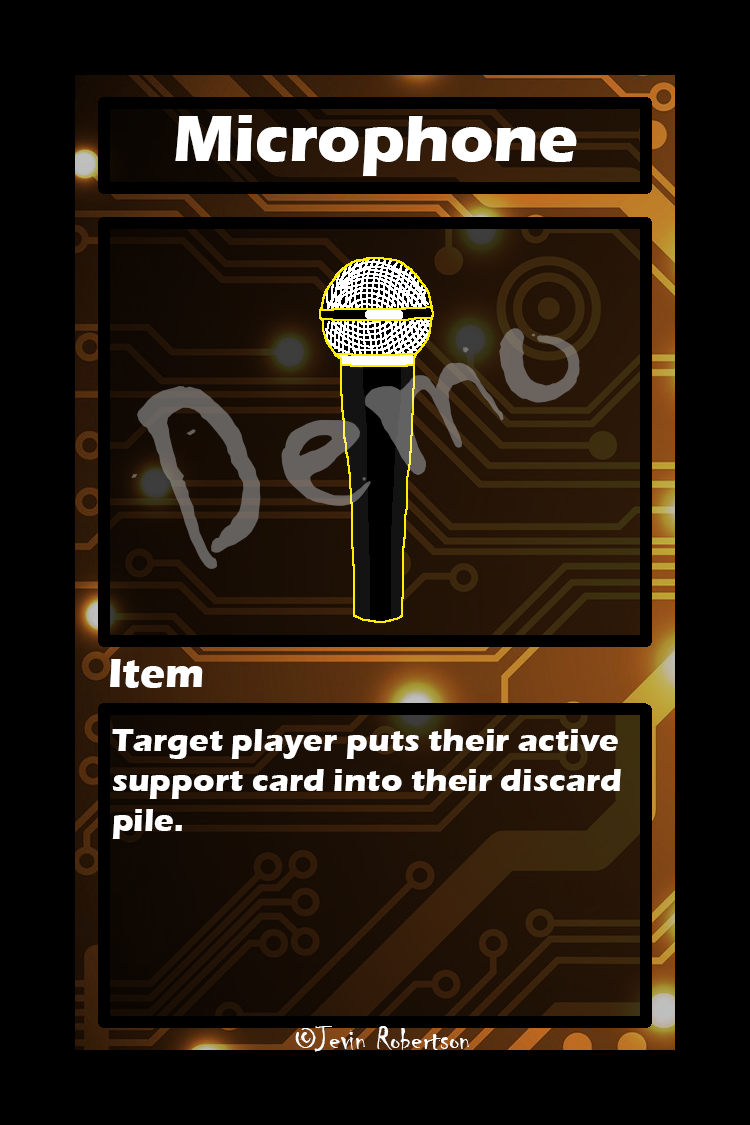 Microphone
Demo
Item
Target player puts their active
support card into their discard
pile.
©Jevin Robertson